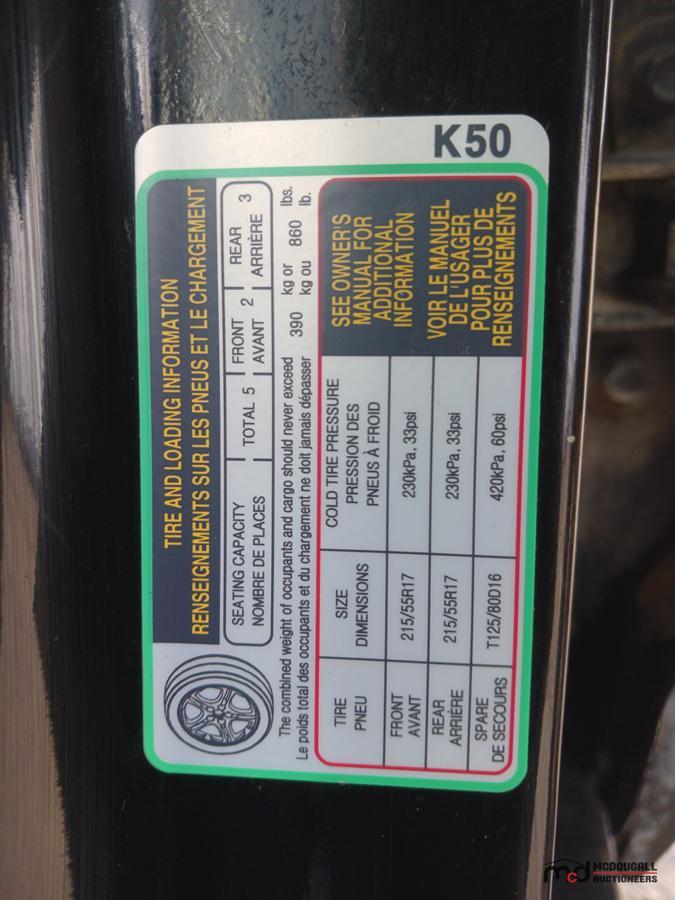 K50
TIRE AND LOADING INFORMATION
RENSEIGNEMENTS SUR LES PNEUS ET LE CHARGEMENT
SEATING CAPACITY
NOMBRE DE PLACES
TOTAL 5
FRONT
AVANT
2
REAR
ARRIÈRE
3
The combined weight of occupants and cargo should never exceed 390 kg or 860 lbs.
Le poids total des occupants et du chargement ne doit jamais dépasser kg ou lb.
TIRE
PNEU
SIZE
DIMENSIONS
COLD TIRE PRESSURE
PRESSION DES
PNEUS À FROID
FRONT
AVANT
215/55R17
230kPa, 33psi
REAR
ARRIÈRE
215/55R17
230kPa, 33psi
SPARE
DE SECOURS
T125/80D16
420kPa, 60psi
SEE OWNER'S
MANUAL FOR
ADDITIONAL
INFORMATION
VOIR LE MANUEL
DE L'USAGER
POUR PLUS DE
RENSEIGNEMENTS
mcd
MCDOUGALL
AUCTIONEERS